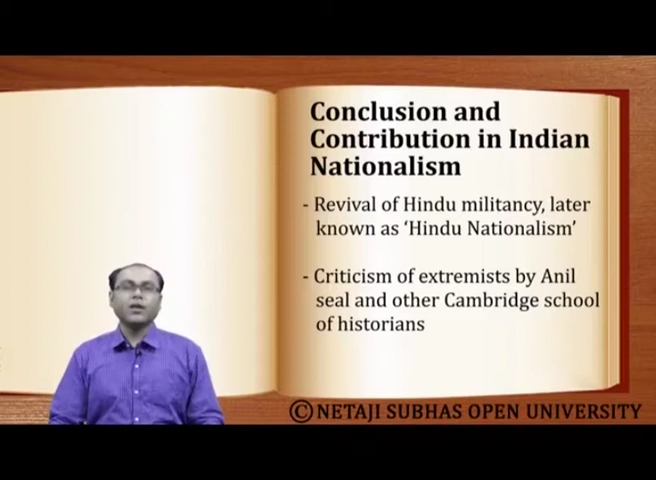 Conclusion and
Contribution in Indian
Nationalism
- Revival of Hindu militancy, later
known as ‘Hindu Nationalism’
- Criticism of extremists by Anil
seal and other Cambridge school
of historians
© NETAJI SUBHAS OPEN UNIVERSITY